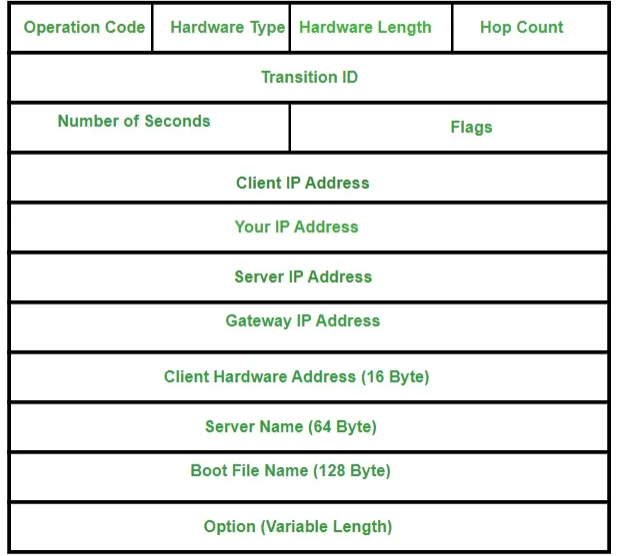 Operation Code Hardware Type Hardware Length Hop Count
Transition ID
Number of Seconds Flags
Client IP Address
Your IP Address
Server IP Address
Gateway IP Address
Client Hardware Address (16 Byte)
Server Name (64 Byte)
Boot File Name (128 Byte)
Option (Variable Length)